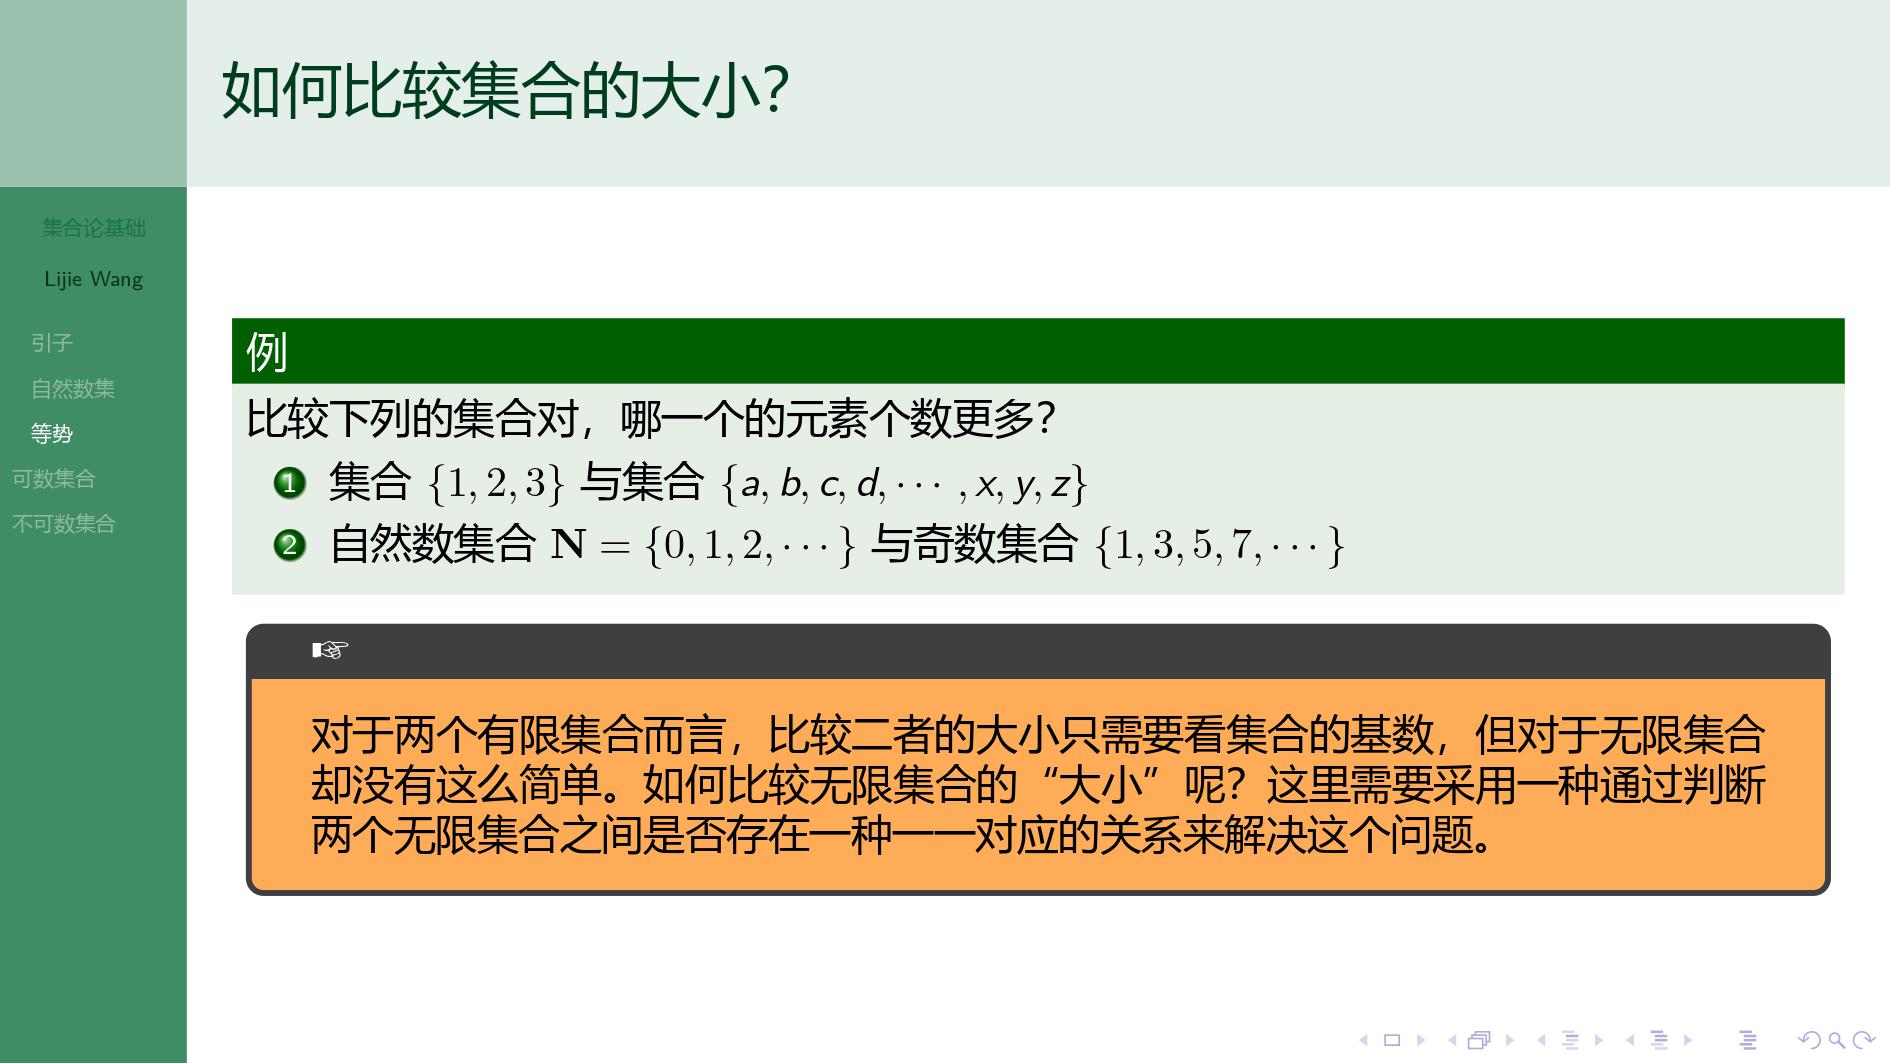 如何比较集合的大小?
集合论基础
Lijie Wang
引子
自然数集
等势
可数集合
不可数集合
例
比较下列的集合对，哪一个的元素个数更多?
1 集合 {1, 2, 3} 与集合 {a, b, c, d, · · · , x, y, z}
2 自然数集合 N = {0, 1, 2, · · · } 与奇数集合 {1, 3, 5, 7, · · · }
☞
对于两个有限集合而言，比较二者的大小只需要看集合的基数，但对于无限集合
却没有这么简单。如何比较无限集合的 “大小” 呢？这里需要采用一种通过判断
两个无限集合之间是否存在一种一一对应的关系来解决这个问题。